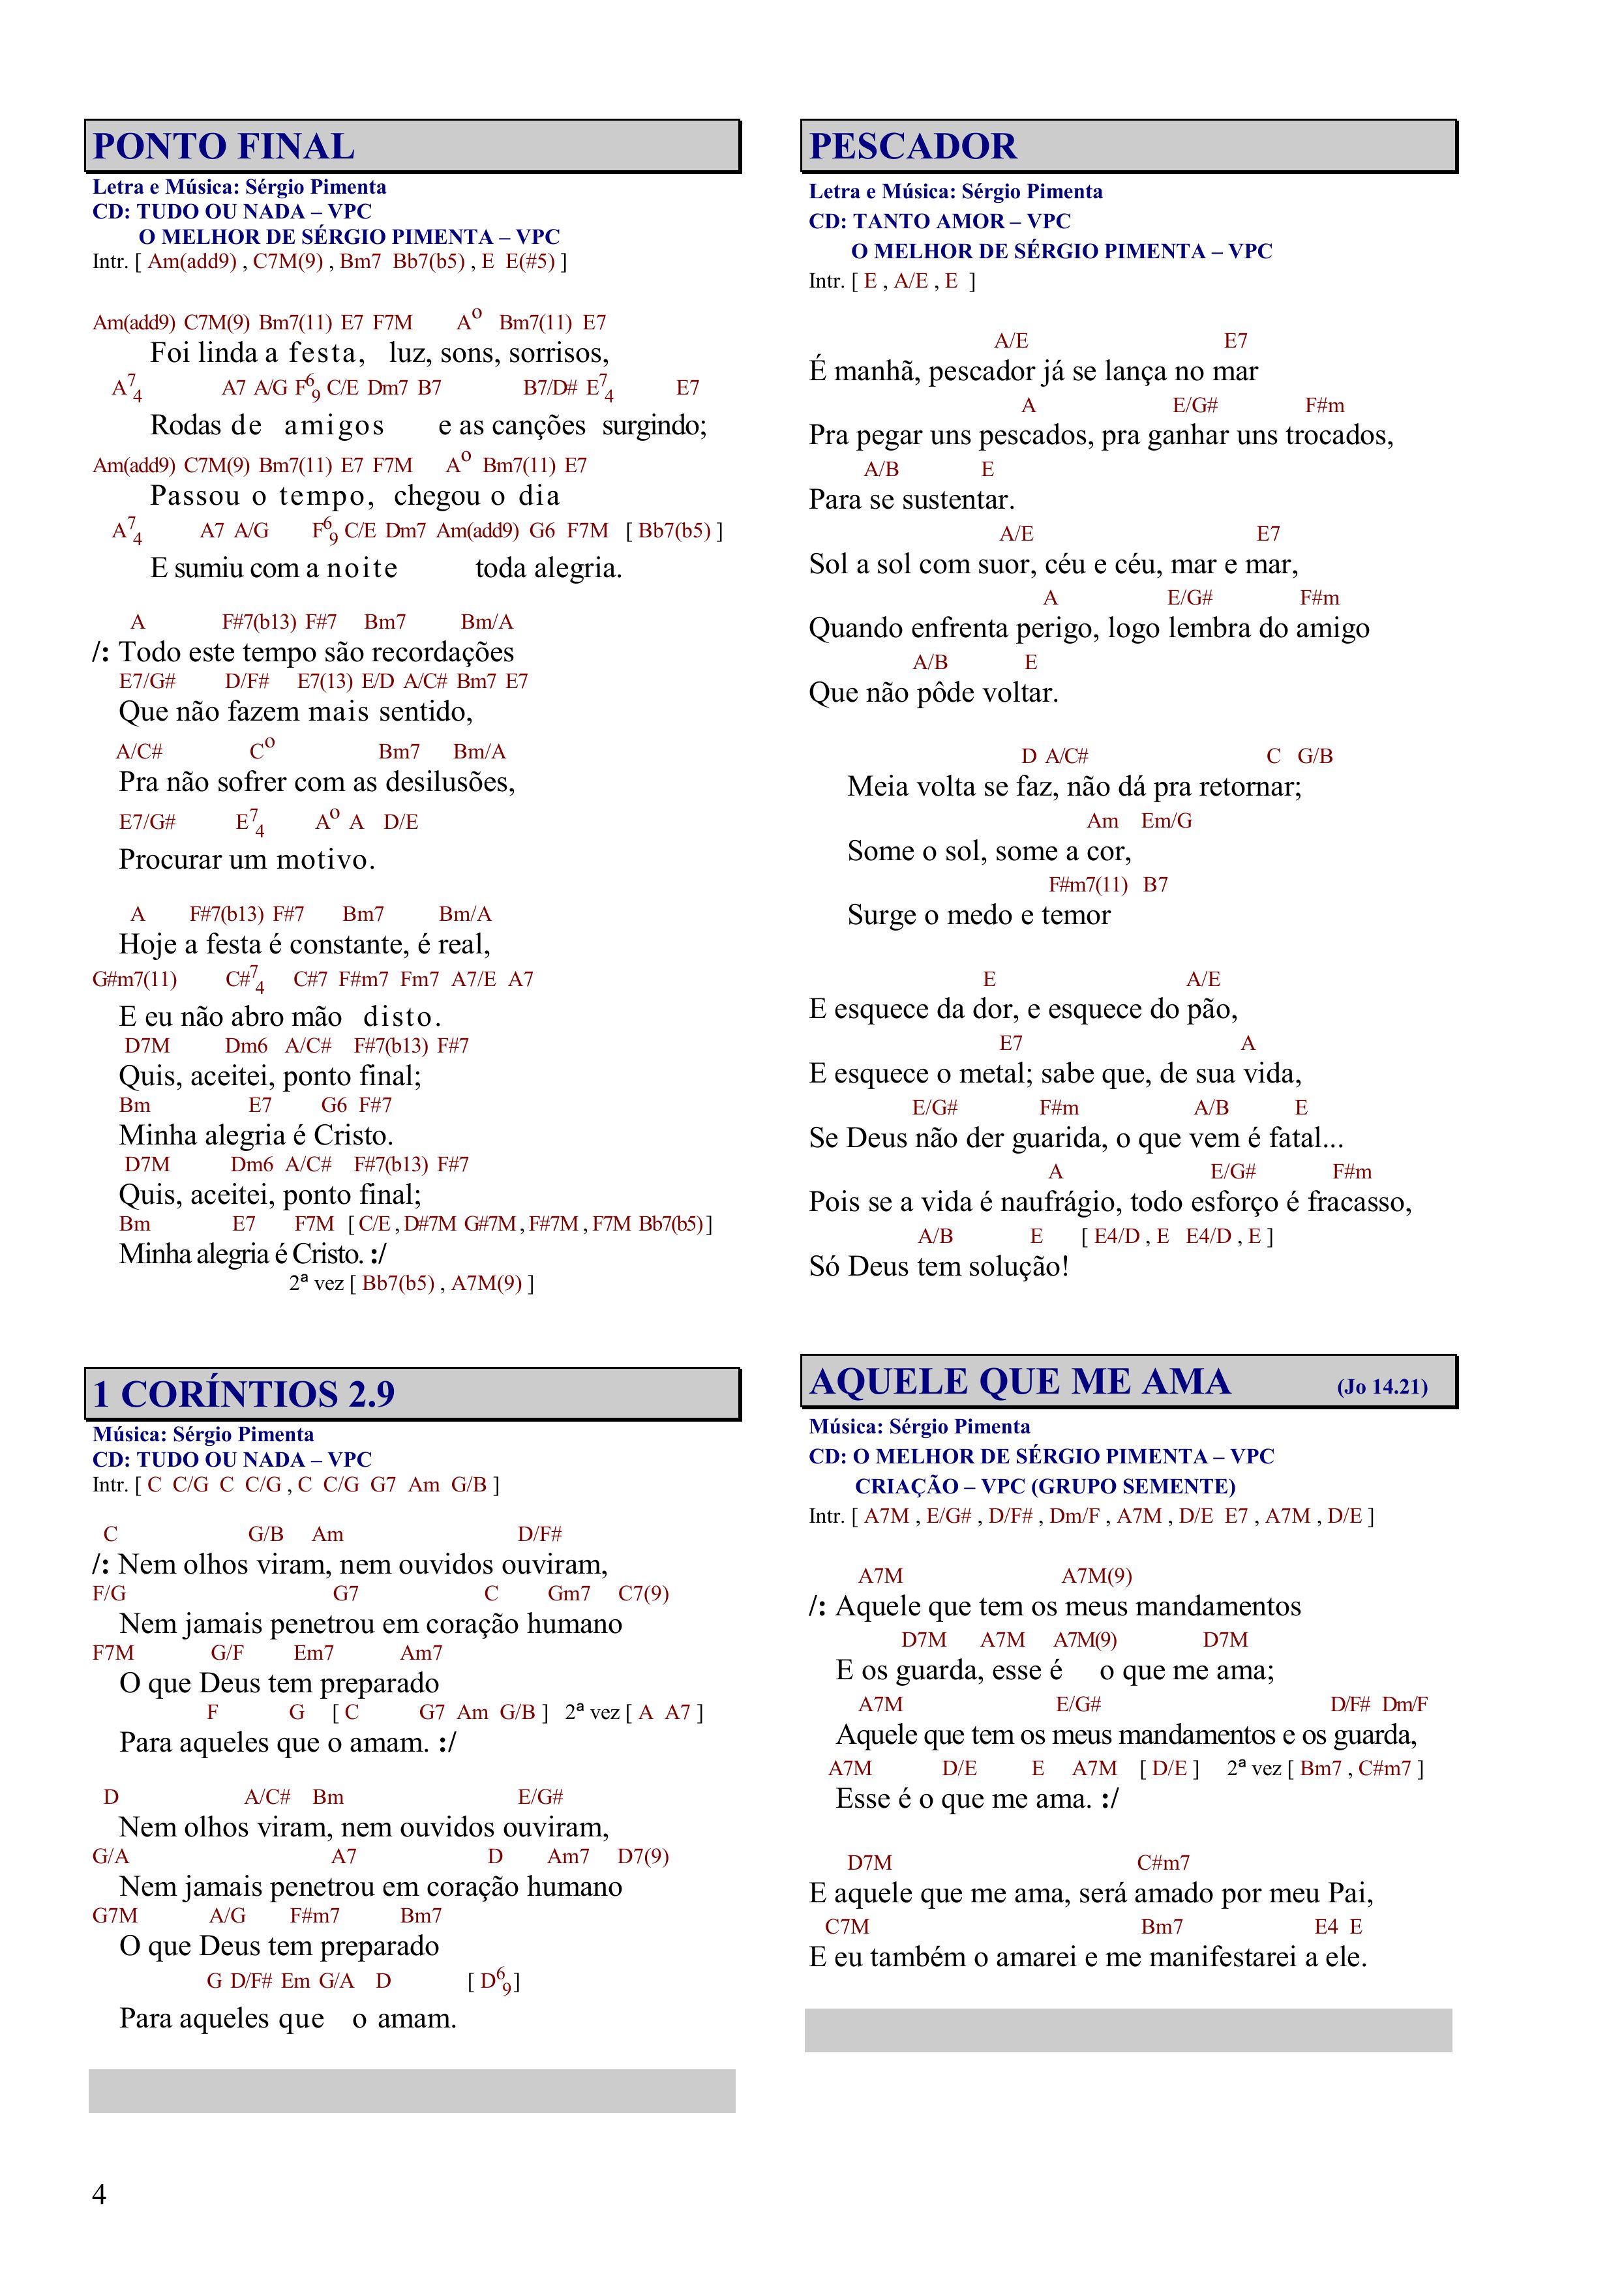 PONTO FINAL
Letra e Música: Sérgio Pimenta
CD: TUDO OU NADA – VPC
O MELHOR DE SÉRGIO PIMENTA – VPC
Intr. [ Am(add9) , C7M(9) , Bm7 Bb7(b5) , E E(#5) ]
Am(add9) C7M(9) Bm7(11) E7 F7M Aº Bm7(11) E7
Foi linda a festa, luz, sons, sorrisos,
A⁷₄ A7 A/G F⁶₉ C/E Dm7 B7 B7/D# E⁷₄ E7
Rodas de amigos e as canções surgindo;
Am(add9) C7M(9) Bm7(11) E7 F7M Aº Bm7(11) E7
Passou o tempo, chegou o dia
A⁷₄ A7 A/G F⁶₉ C/E Dm7 Am(add9) G6 F7M [ Bb7(b5) ]
E sumiu com a noite toda alegria.
A F#7(b13) F#7 Bm7 Bm/A
/: Todo este tempo são recordações
E7/G# D/F# E7(13) E/D A/C# Bm7 E7
Que não fazem mais sentido,
A/C# Cº Bm7 Bm/A
Pra não sofrer com as desilusões,
E7/G# E⁷₄ Aº A D/E
Procurar um motivo.
A F#7(b13) F#7 Bm7 Bm/A
Hoje a festa é constante, é real,
G#m7(11) C#⁷₄ C#7 F#m7 Fm7 A7/E A7
E eu não abro mão disto.
D7M Dm6 A/C# F#7(b13) F#7
Quis, aceitei, ponto final;
Bm E7 G6 F#7
Minha alegria é Cristo.
D7M Dm6 A/C# F#7(b13) F#7
Quis, aceitei, ponto final;
Bm E7 F7M [ C/E , D#7M G#7M , F#7M , F7M Bb7(b5) ]
Minha alegria é Cristo. :/
2ª vez [ Bb7(b5) , A7M(9) ]
1 CORÍNTIOS 2.9
Música: Sérgio Pimenta
CD: TUDO OU NADA – VPC
Intr. [ C C/G C C/G , C C/G G7 Am G/B ]
C G/B Am D/F#
/: Nem olhos viram, nem ouvidos ouviram,
F/G G7 C Gm7 C7(9)
Nem jamais penetrou em coração humano
F7M G/F Em7 Am7
O que Deus tem preparado
F G [ C G7 Am G/B ] 2ª vez [ A A7 ]
Para aqueles que o amam. :/
D A/C# Bm E/G#
Nem olhos viram, nem ouvidos ouviram,
G/A A7 D Am7 D7(9)
Nem jamais penetrou em coração humano
G7M A/G F#m7 Bm7
O que Deus tem preparado
G D/F# Em G/A D [ D⁶₉ ]
Para aqueles que o amam.
4
PESCADOR
Letra e Música: Sérgio Pimenta
CD: TANTO AMOR – VPC
O MELHOR DE SÉRGIO PIMENTA – VPC
Intr. [ E , A/E , E ]
A/E E7
É manhã, pescador já se lança no mar
A E/G# F#m
Pra pegar uns pescados, pra ganhar uns trocados,
A/B E
Para se sustentar.
A/E E7
Sol a sol com suor, céu e céu, mar e mar,
A E/G# F#m
Quando enfrenta perigo, logo lembra do amigo
A/B E
Que não pôde voltar.
D A/C# C G/B
Meia volta se faz, não dá pra retornar;
Am Em/G
Some o sol, some a cor,
F#m7(11) B7
Surge o medo e temor
E A/E
E esquece da dor, e esquece do pão,
E7 A
E esquece o metal; sabe que, de sua vida,
E/G# F#m A/B E
Se Deus não der guarida, o que vem é fatal...
A E/G# F#m
Pois se a vida é naufrágio, todo esforço é fracasso,
A/B E [ E4/D , E E4/D , E ]
Só Deus tem solução!
AQUELE QUE ME AMA (Jo 14.21)
Música: Sérgio Pimenta
CD: O MELHOR DE SÉRGIO PIMENTA – VPC
CRIAÇÃO – VPC (GRUPO SEMENTE)
Intr. [ A7M , E/G# , D/F# , Dm/F , A7M , D/E E7 , A7M , D/E ]
A7M A7M(9)
/: Aquele que tem os meus mandamentos
D7M A7M A7M(9) D7M
E os guarda, esse é o que me ama;
A7M E/G# D/F# Dm/F
Aquele que tem os meus mandamentos e os guarda,
A7M D/E E A7M [ D/E ] 2ª vez [ Bm7 , C#m7 ]
Esse é o que me ama. :/
D7M C#m7
E aquele que me ama, será amado por meu Pai,
C7M Bm7 E4 E
E eu também o amarei e me manifestarei a ele.